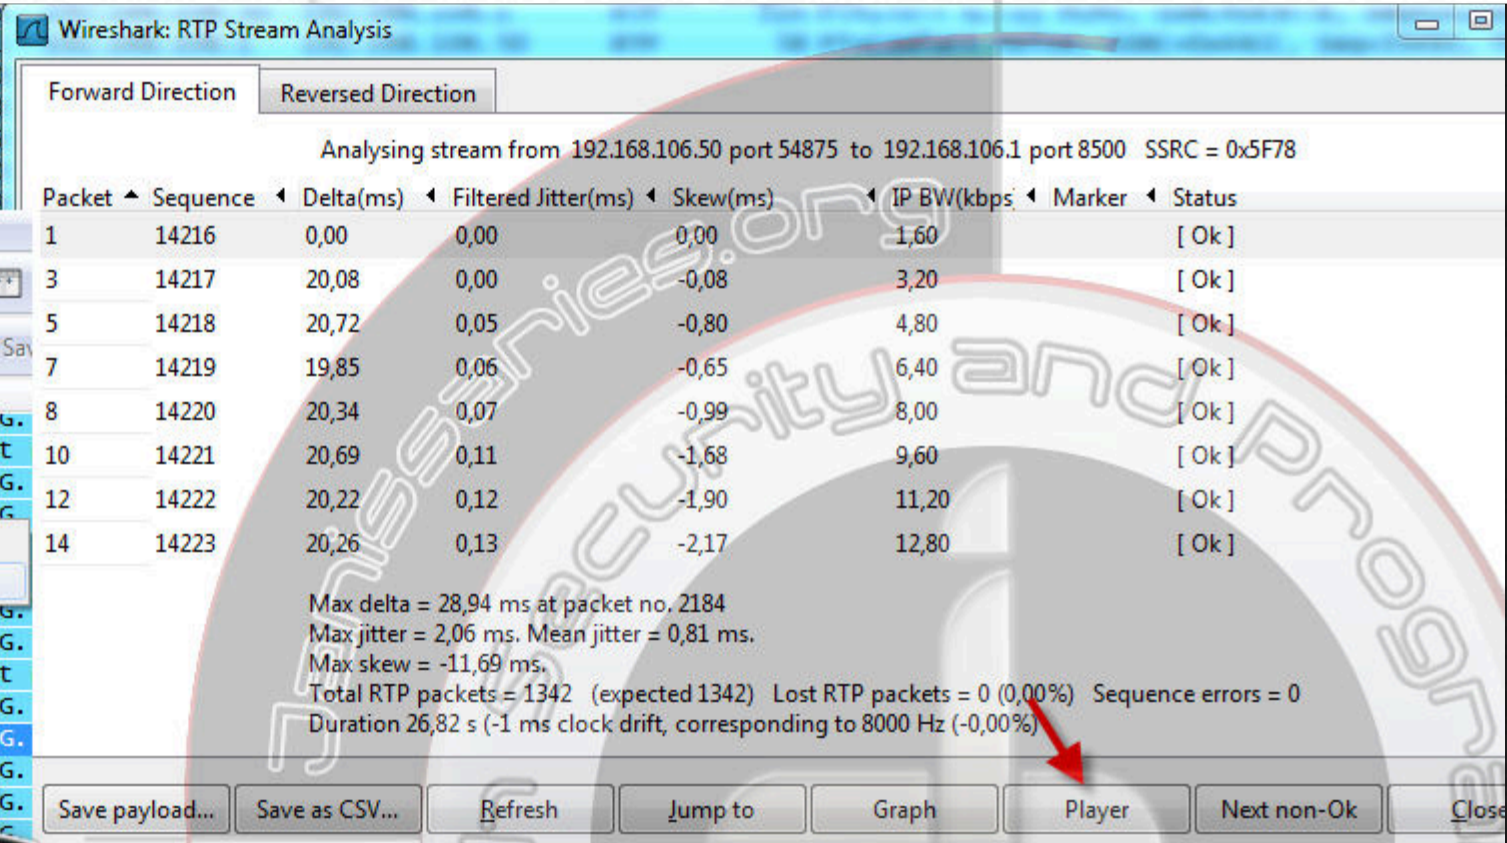 Wireshark: RTP Stream Analysis
Forward Direction Reversed Direction
Analysing stream from 192.168.106.50 port 54875 to 192.168.106.1 port 8500 SSRC = 0x5F78
Packet Sequence Delta(ms) Filtered Jitter(ms) Skew(ms) IP BW(kbps) Marker Status
1 14216 0,00 0,00 0,00 1,60 [ Ok ]
3 14217 20,08 0,00 -0,08 3,20 [ Ok ]
5 14218 20,72 0,05 -0,80 4,80 [ Ok ]
7 14219 19,85 0,06 -0,65 6,40 [ Ok ]
8 14220 20,34 0,07 -0,99 8,00 [ Ok ]
10 14221 20,69 0,11 -1,68 9,60 [ Ok ]
12 14222 20,22 0,12 -1,90 11,20 [ Ok ]
14 14223 20,26 0,13 -2,17 12,80 [ Ok ]
Max delta = 28,94 ms at packet no. 2184
Max jitter = 2,06 ms. Mean jitter = 0,81 ms.
Max skew = -11,69 ms.
Total RTP packets = 1342 (expected 1342) Lost RTP packets = 0 (0,00%) Sequence errors = 0
Duration 26,82 s (-1 ms clock drift, corresponding to 8000 Hz (-0,00%)
Save payload... Save as CSV... Refresh Jump to Graph Player Next non-Ok Close
Sav
security and